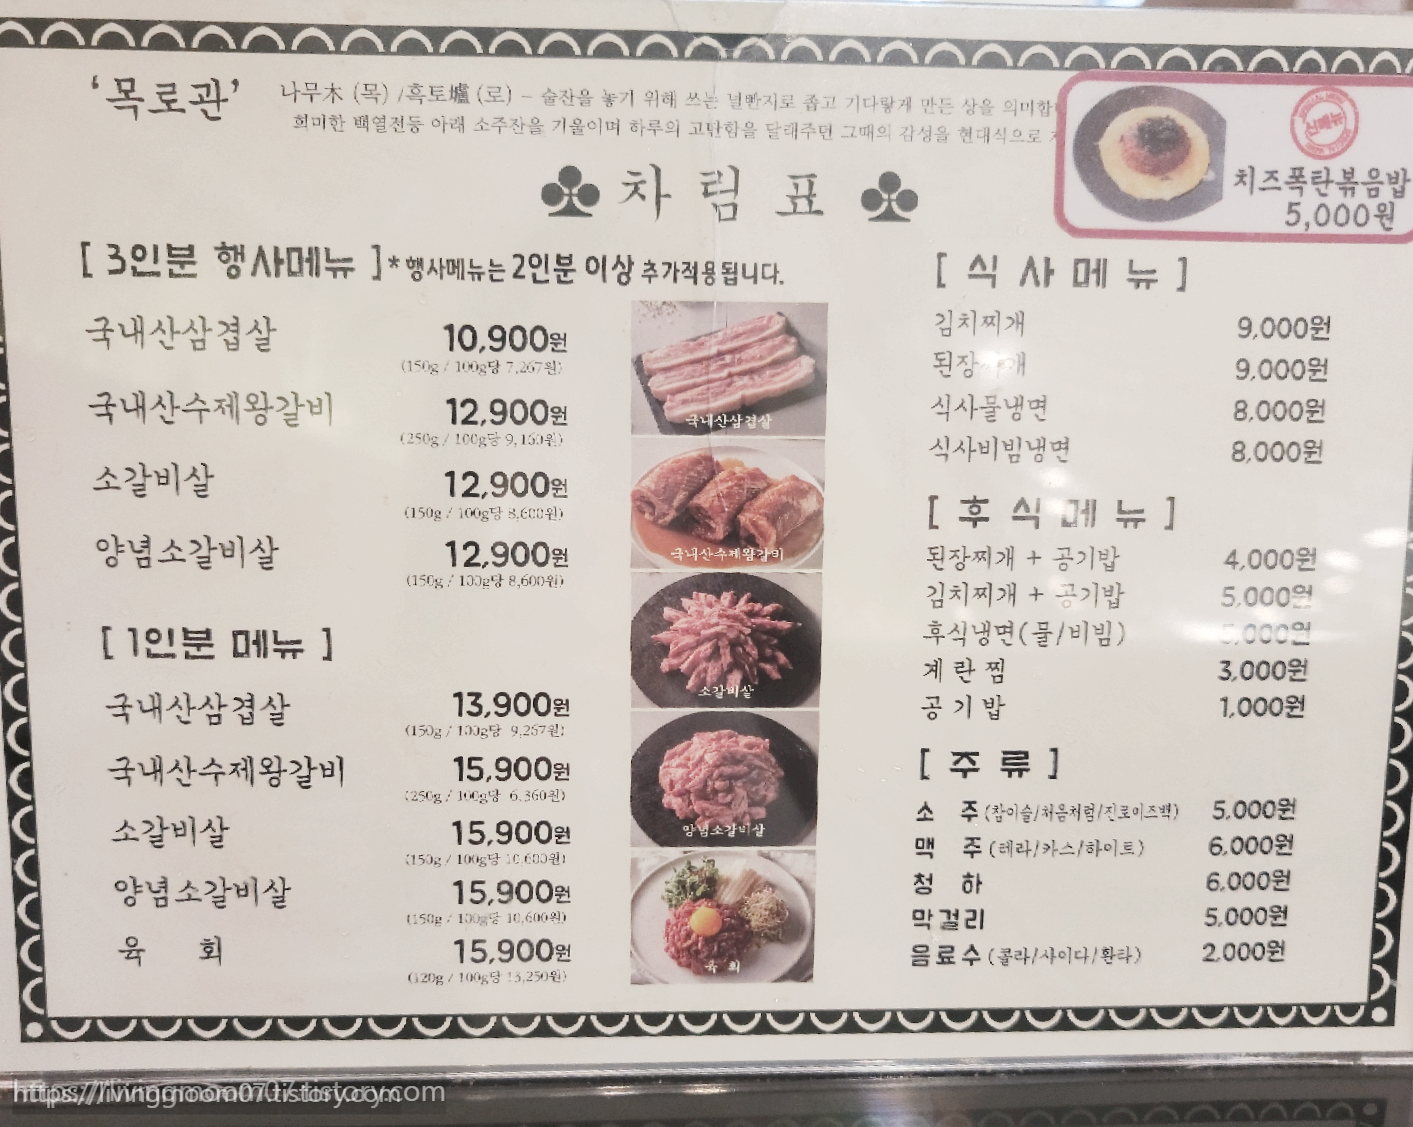 '목로관'
나무木 (목) /흑토壚 (로) - 술잔을 놓기 위해 쓰는 널빤지로 좁고 기다랗게 만든 상을 의미합
희미한 백열전등 아래 소주잔을 기울이며 하루의 고단함을 달래주던 그때의 감성을 현대식으로
신메뉴
치즈폭탄볶음밥
5,000원
차 림 표
[ 3인분 행사메뉴 ] *행사메뉴는 2인분 이상 추가적용됩니다.
국내산삼겹살 10,900원
(150g / 100g당 7,267원)
국내산수제왕갈비 12,900원
(250g / 100g당 9,160원)
소갈비살 12,900원
(150g / 100g당 8,600원)
양념소갈비살 12,900원
(150g / 100g당 8,600원)
[ 1인분 메뉴 ]
국내산삼겹살 13,900원
(150g / 100g당 9,267원)
국내산수제왕갈비 15,900원
(250g / 100g당 6,360원)
소갈비살 15,900원
(150g / 100g당 10,600원)
양념소갈비살 15,900원
(150g / 100g당 10,600원)
육 회 15,900원
(120g / 100g당 13,250원)
국내산삼겹살
국내산수제왕갈비
소갈비살
양념소갈비살
육 회
[ 식 사 메 뉴 ]
김치찌개 9,000원
된장 개 9,000원
식사물냉면 8,000원
식사비빔냉면 8,000원
[ 후 식 메 뉴 ]
된장찌개 + 공기밥 4,000원
김치찌개 + 공기밥 5,000원
후식냉면(물/비빔) 5,000원
계 란 찜 3,000원
공 기 밥 1,000원
[ 주 류 ]
소 주 (참이슬/처음처럼/진로이즈백) 5,000원
맥 주 (테라/카스/하이트) 6,000원
청 하 6,000원
막걸리 5,000원
음료수 (콜라/사이다/환타) 2,000원